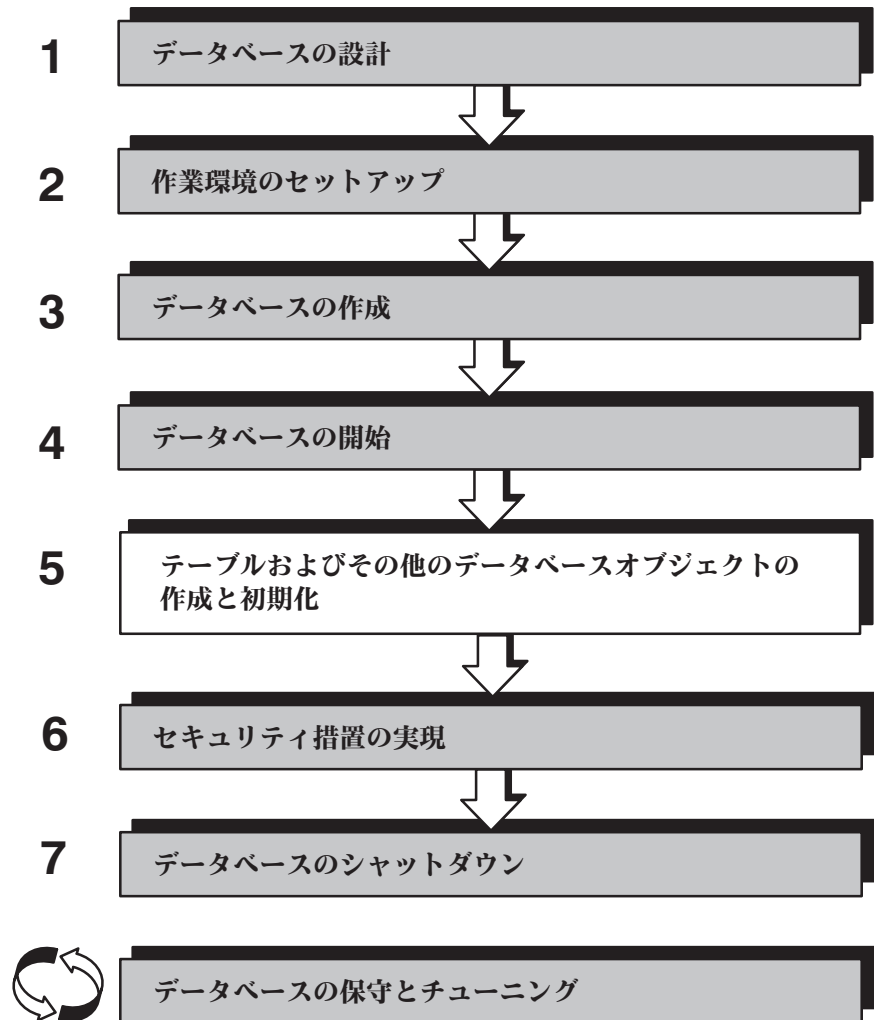 1 データベースの設計
2 作業環境のセットアップ
3 データベースの作成
4 データベースの開始
5 テーブルおよびその他のデータベースオブジェクトの
作成と初期化
6 セキュリティ措置の実現
7 データベースのシャットダウン
データベースの保守とチューニング